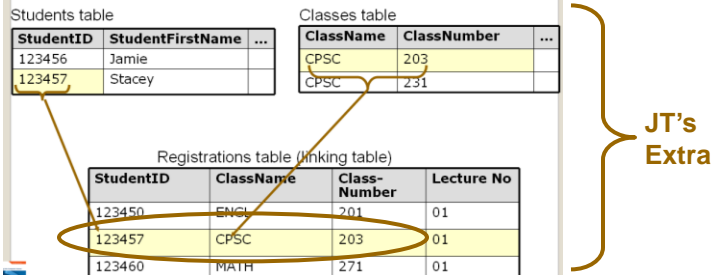 Students table
StudentID StudentFirstName ...
123456 Jamie
123457 Stacey
Classes table
ClassName ClassNumber ...
CPSC 203
CPSC 231
JT's
Extra
Registrations table (linking table)
StudentID ClassName Class-
Number Lecture No
123450 ENGL 201 01
123457 CPSC 203 01
123460 MATH 271 01